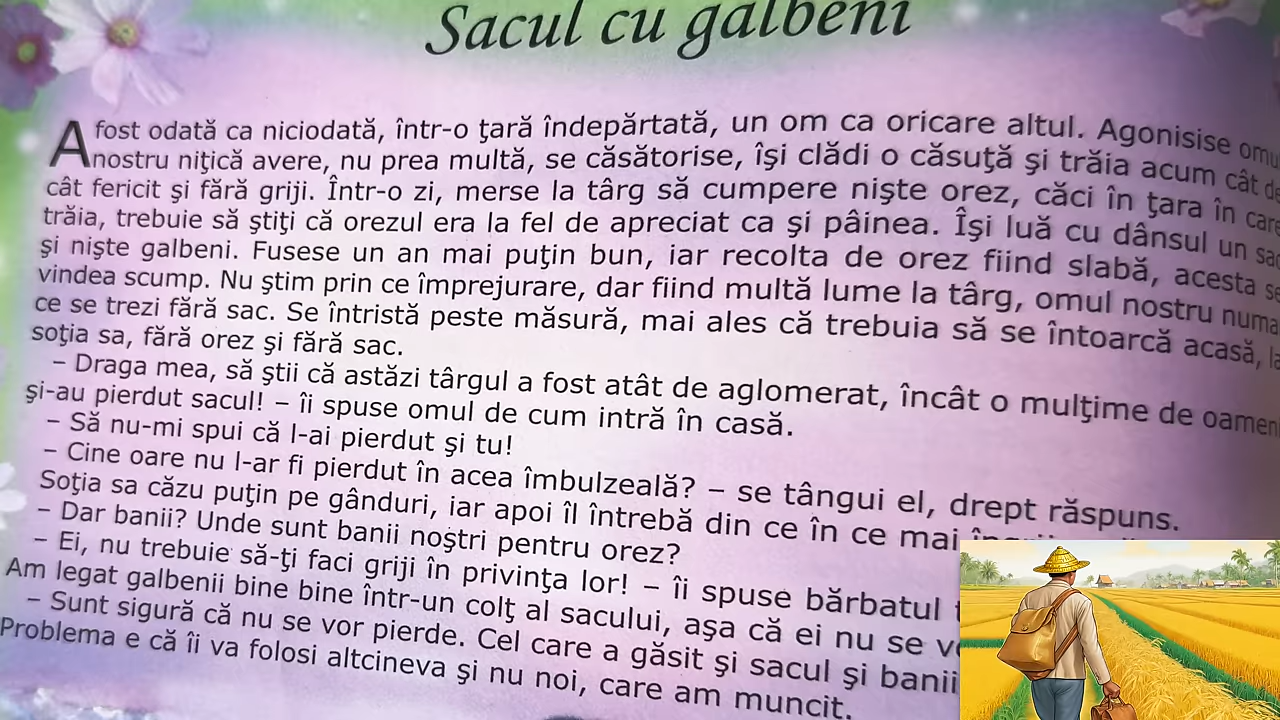 Sacul cu galbeni
A fost odată ca niciodată, într-o ţară îndepărtată, un om ca oricare altul. Agonisise
nostru niţică avere, nu prea multă, se căsătorise, îşi clădi o căsuţă şi trăia acum cât
cât fericit şi fără griji. Într-o zi, merse la târg să cumpere nişte orez, căci în ţara în care
trăia, trebuie să ştiţi că orezul era la fel de apreciat ca şi pâinea. Îşi luă cu dânsul un sac
şi nişte galbeni. Fusese un an mai puţin bun, iar recolta de orez fiind slabă, acesta se
vindea scump. Nu ştim prin ce împrejurare, dar fiind multă lume la târg, omul nostru
ce se trezi fără sac. Se întristă peste măsură, mai ales că trebuia să se întoarcă acasă,
soţia sa, fără orez şi fără sac.
– Draga mea, să ştii că astăzi târgul a fost atât de aglomerat, încât o mulţime de
şi-au pierdut sacul! – îi spuse omul de cum intră în casă.
– Să nu-mi spui că l-ai pierdut şi tu!
– Cine oare nu l-ar fi pierdut în acea îmbulzeală? – se tângui el, drept răspuns.
Soţia sa căzu puţin pe gânduri, iar apoi îl întrebă din ce în ce mai
– Dar banii? Unde sunt banii noştri pentru orez?
– Ei, nu trebuie să-ţi faci griji în privinţa lor! – îi spuse bărbatul
Am legat galbenii bine bine într-un colţ al sacului, aşa că ei nu se
– Sunt sigură că nu se vor pierde. Cel care a găsit şi sacul şi banii
Problema e că îi va folosi altcineva şi nu noi, care am muncit.